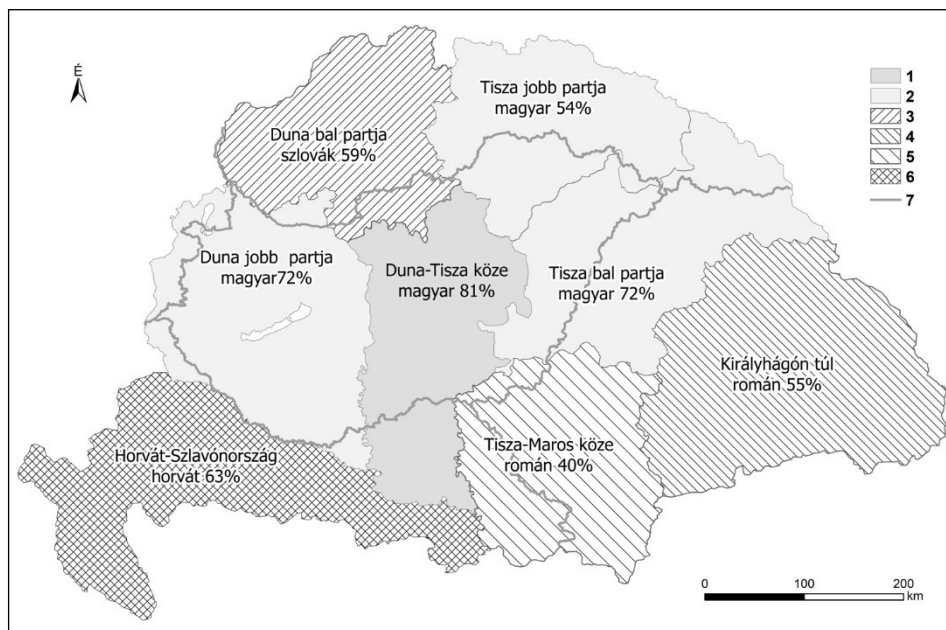 É
Tisza jobb partja
magyar 54%
Duna bal partja
szlovák 59%
Duna jobb partja
magyar72%
Duna-Tisza köze
magyar 81%
Tisza bal partja
magyar 72%
Királyhágón túl
román 55%
Tisza-Maros köze
román 40%
Horvát-Szlavónország
horvát 63%
1
2
3
4
5
6
7
0 100 200
km